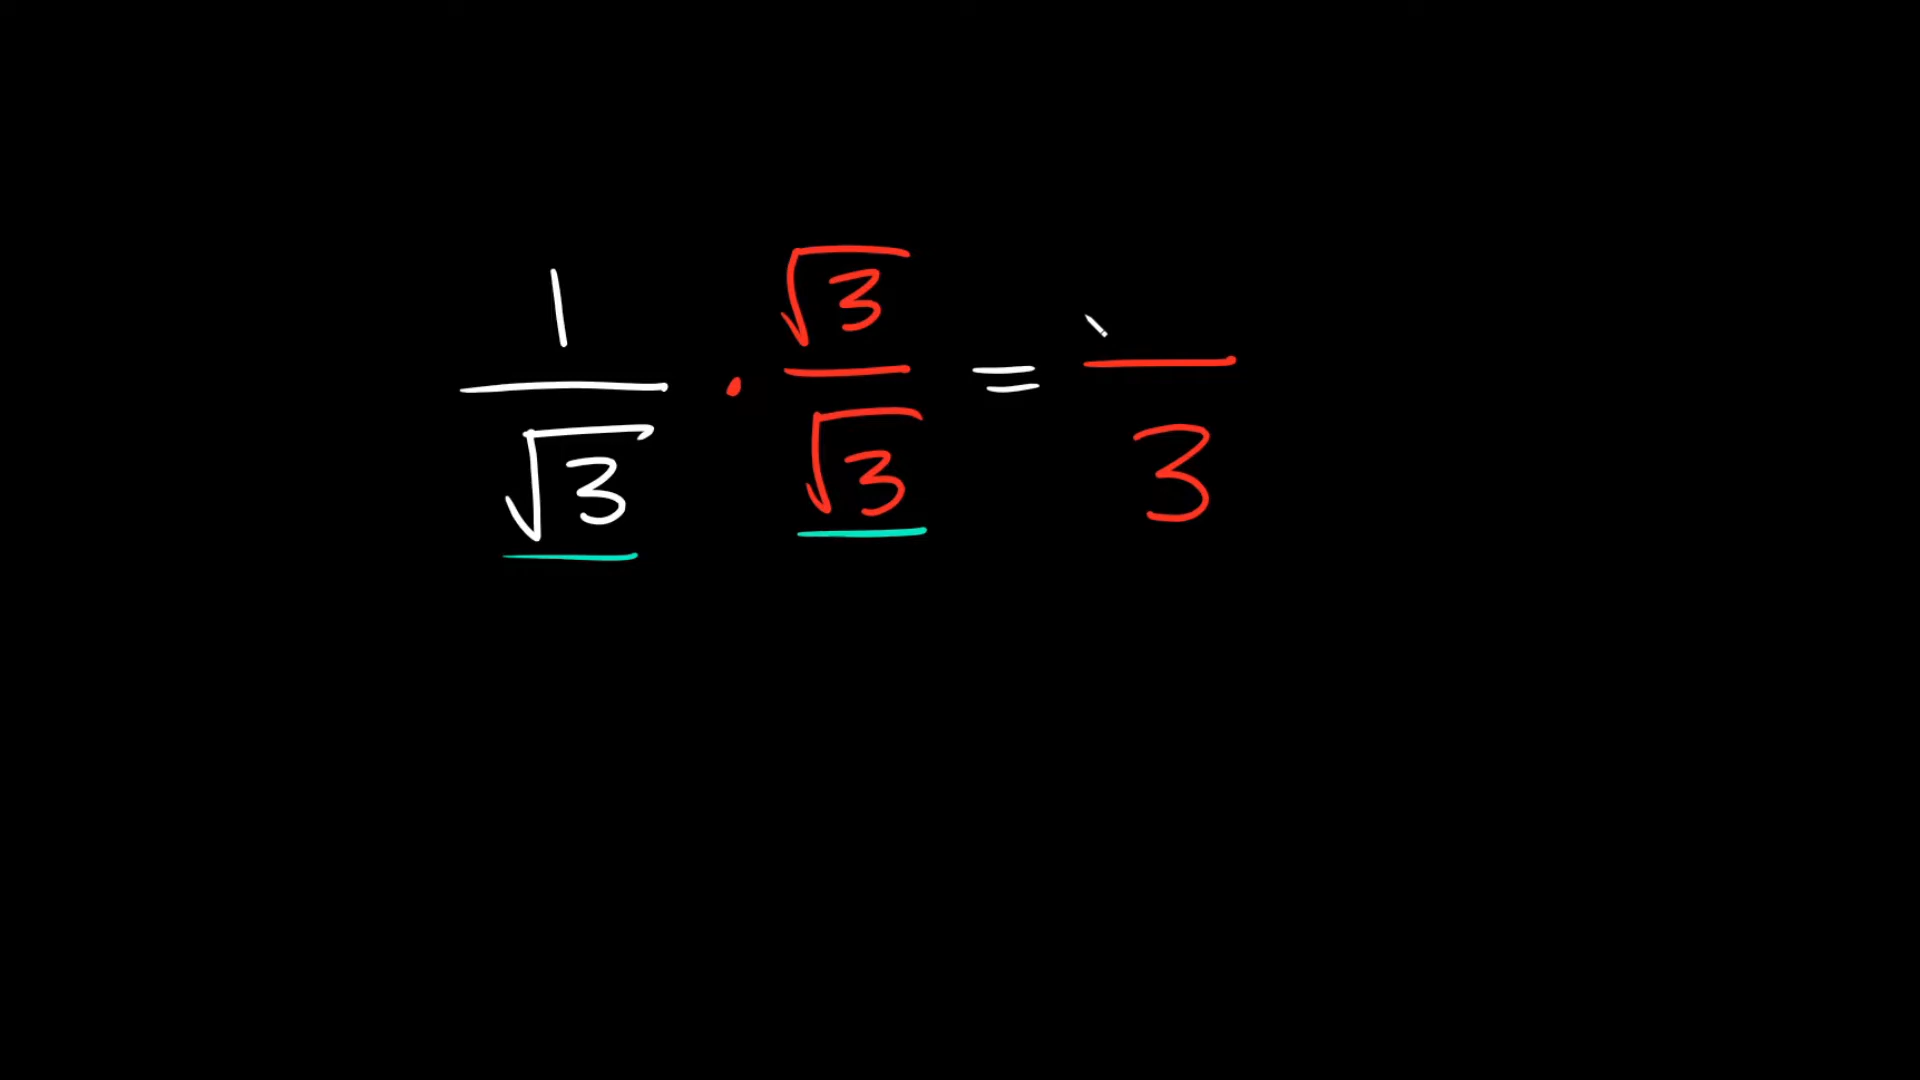 1/√3 · √3/√3 = /3